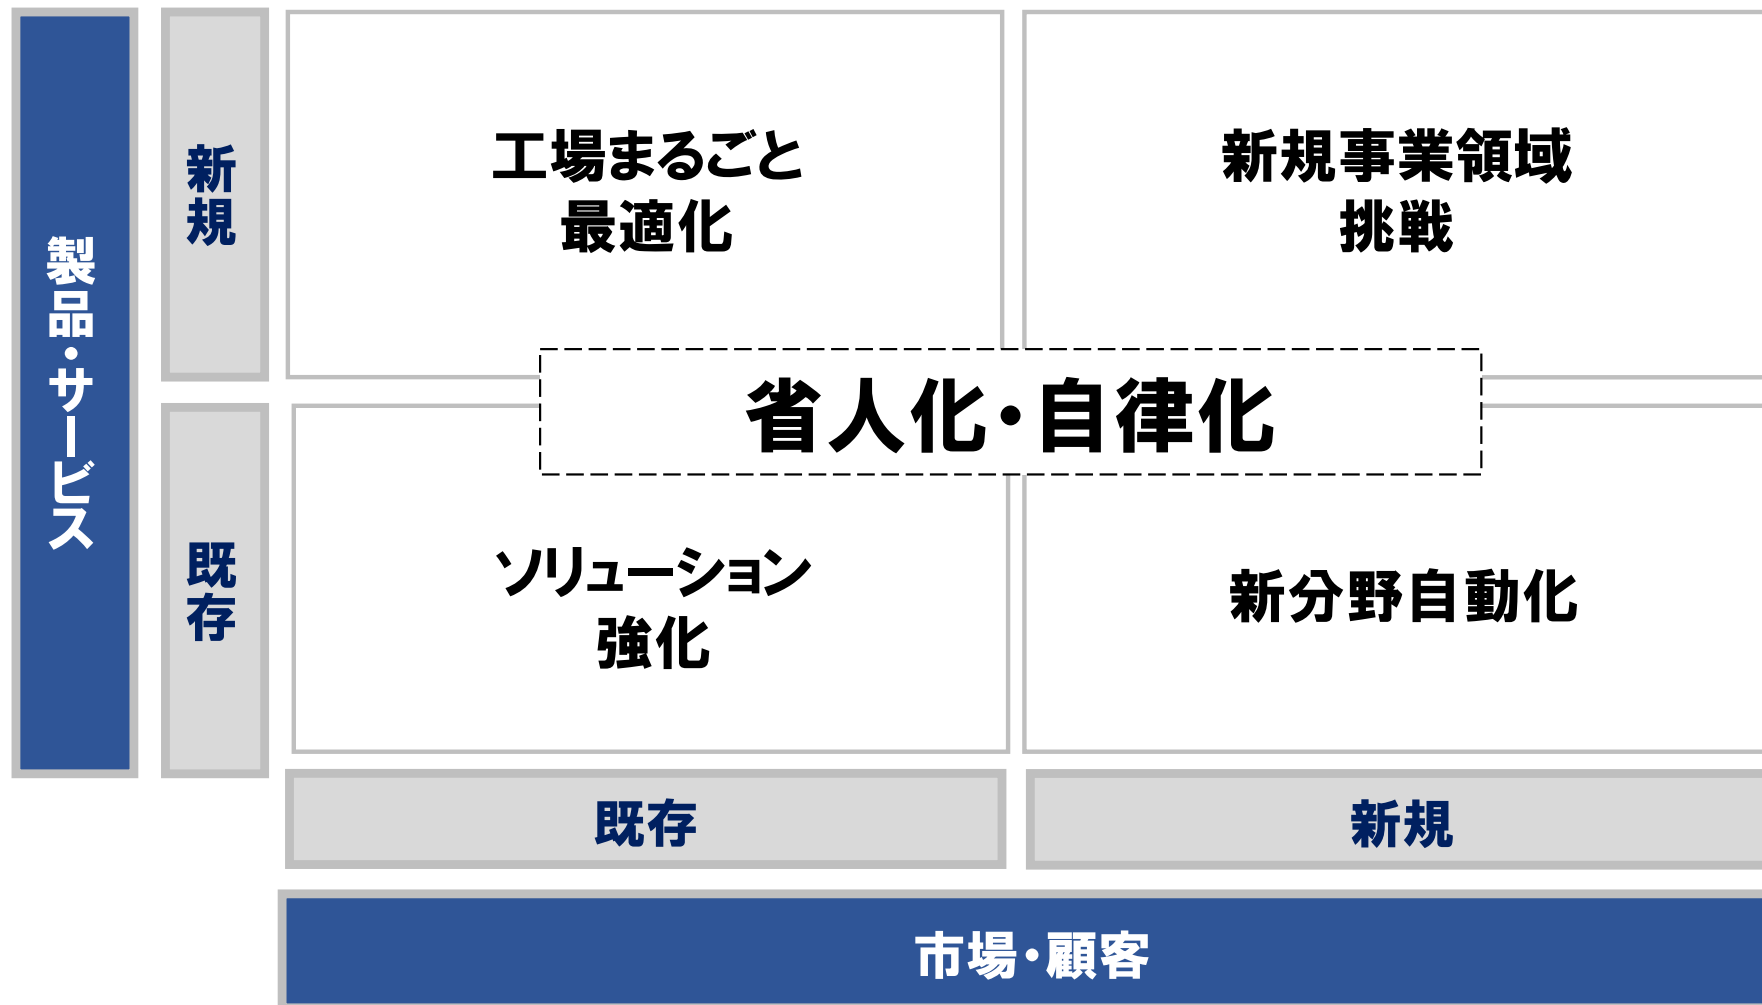 製品・サービス
新規
工場まるごと
最適化
新規事業領域
挑戦
省人化・自律化
既存
ソリューション
強化
新分野自動化
既存
新規
市場・顧客